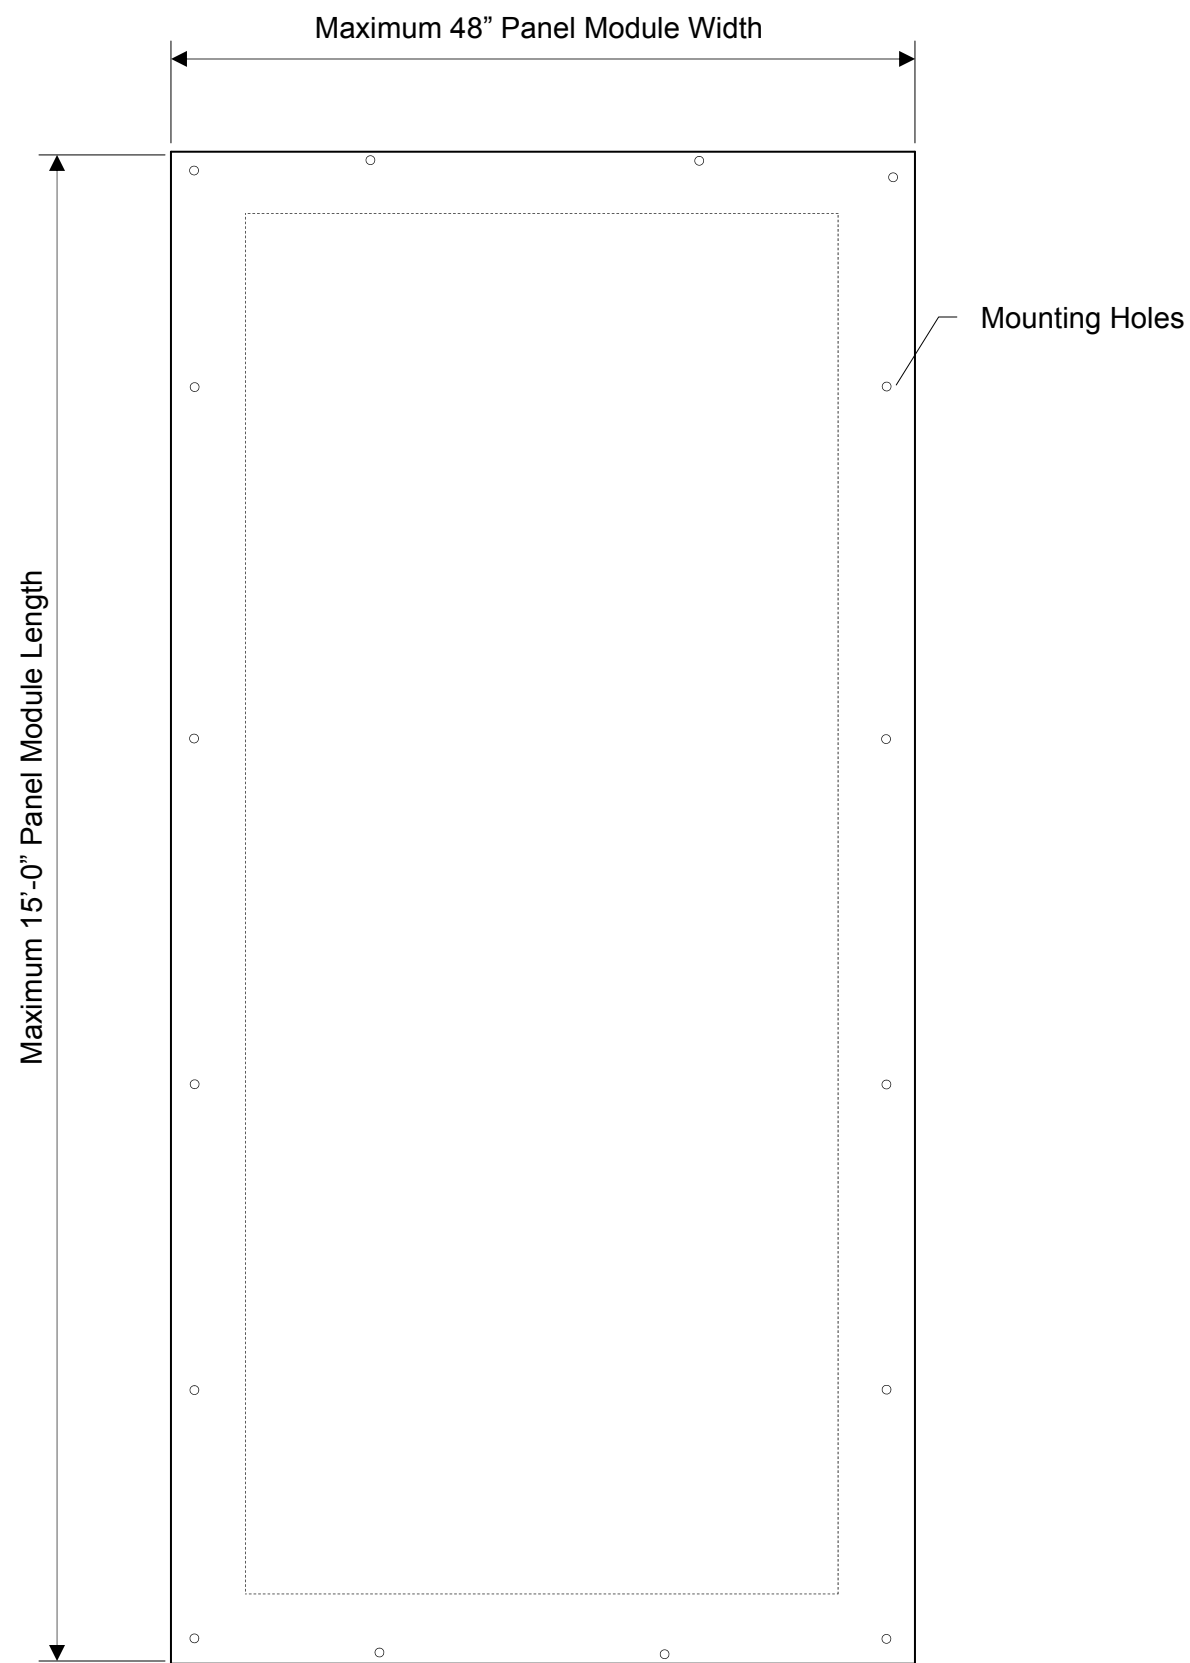 Maximum 48” Panel Module Width
Mounting Holes
Maximum 15’-0” Panel Module Length